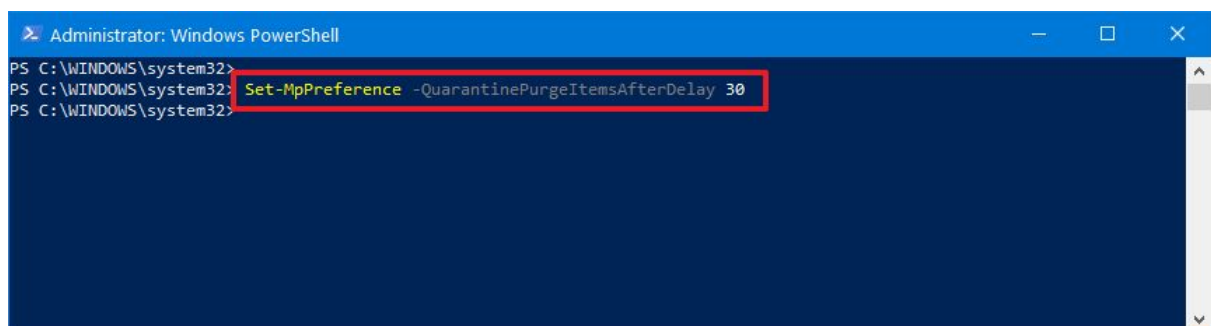 Administrator: Windows PowerShell
PS C:\WINDOWS\system32>
PS C:\WINDOWS\system32> Set-MpPreference -QuarantinePurgeItemsAfterDelay 30
PS C:\WINDOWS\system32>